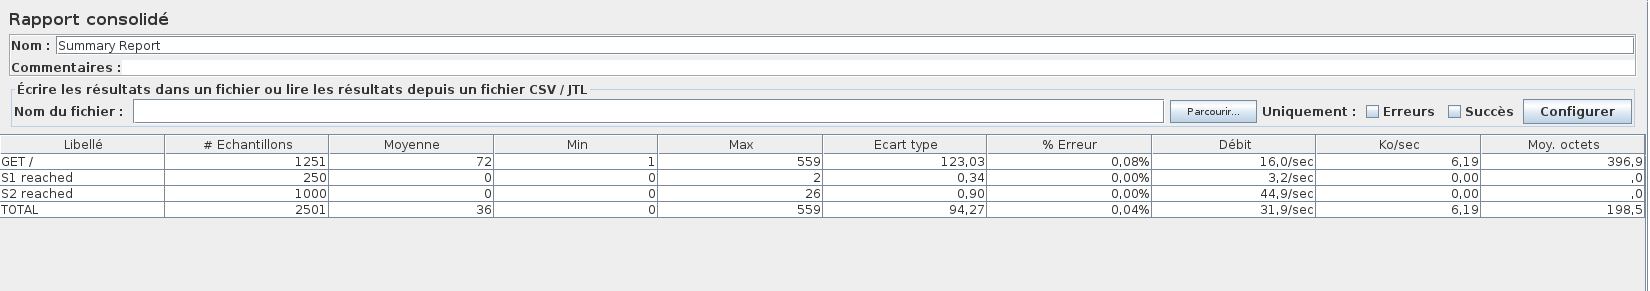 Rapport consolidé
Nom : Summary Report
Commentaires :
Écrire les résultats dans un fichier ou lire les résultats depuis un fichier CSV / JTL
Nom du fichier : Parcourir... Uniquement : Erreurs Succès Configurer
Libellé # Echantillons Moyenne Min Max Ecart type % Erreur Débit Ko/sec Moy. octets
GET / 1251 72 1 559 123,03 0,08% 16,0/sec 6,19 396,9
S1 reached 250 0 0 2 0,34 0,00% 3,2/sec 0,00 ,0
S2 reached 1000 0 0 26 0,90 0,00% 44,9/sec 0,00 ,0
TOTAL 2501 36 0 559 94,27 0,04% 31,9/sec 6,19 198,5